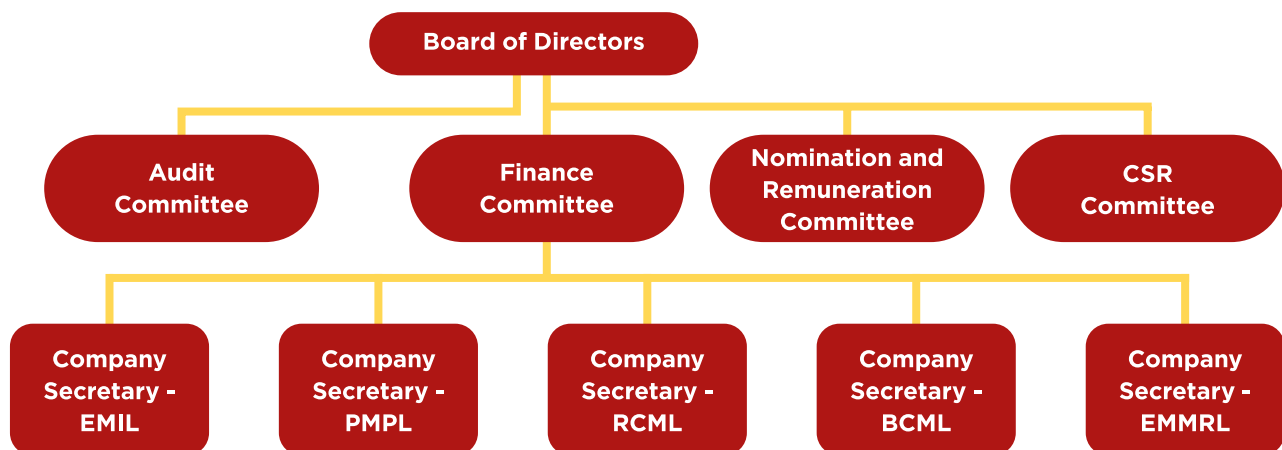 Board of Directors
Audit
Committee
Finance
Committee
Nomination and
Remuneration
Committee
CSR
Committee
Company
Secretary -
EMIL
Company
Secretary -
PMPL
Company
Secretary -
RCML
Company
Secretary -
BCML
Company
Secretary -
EMMRL